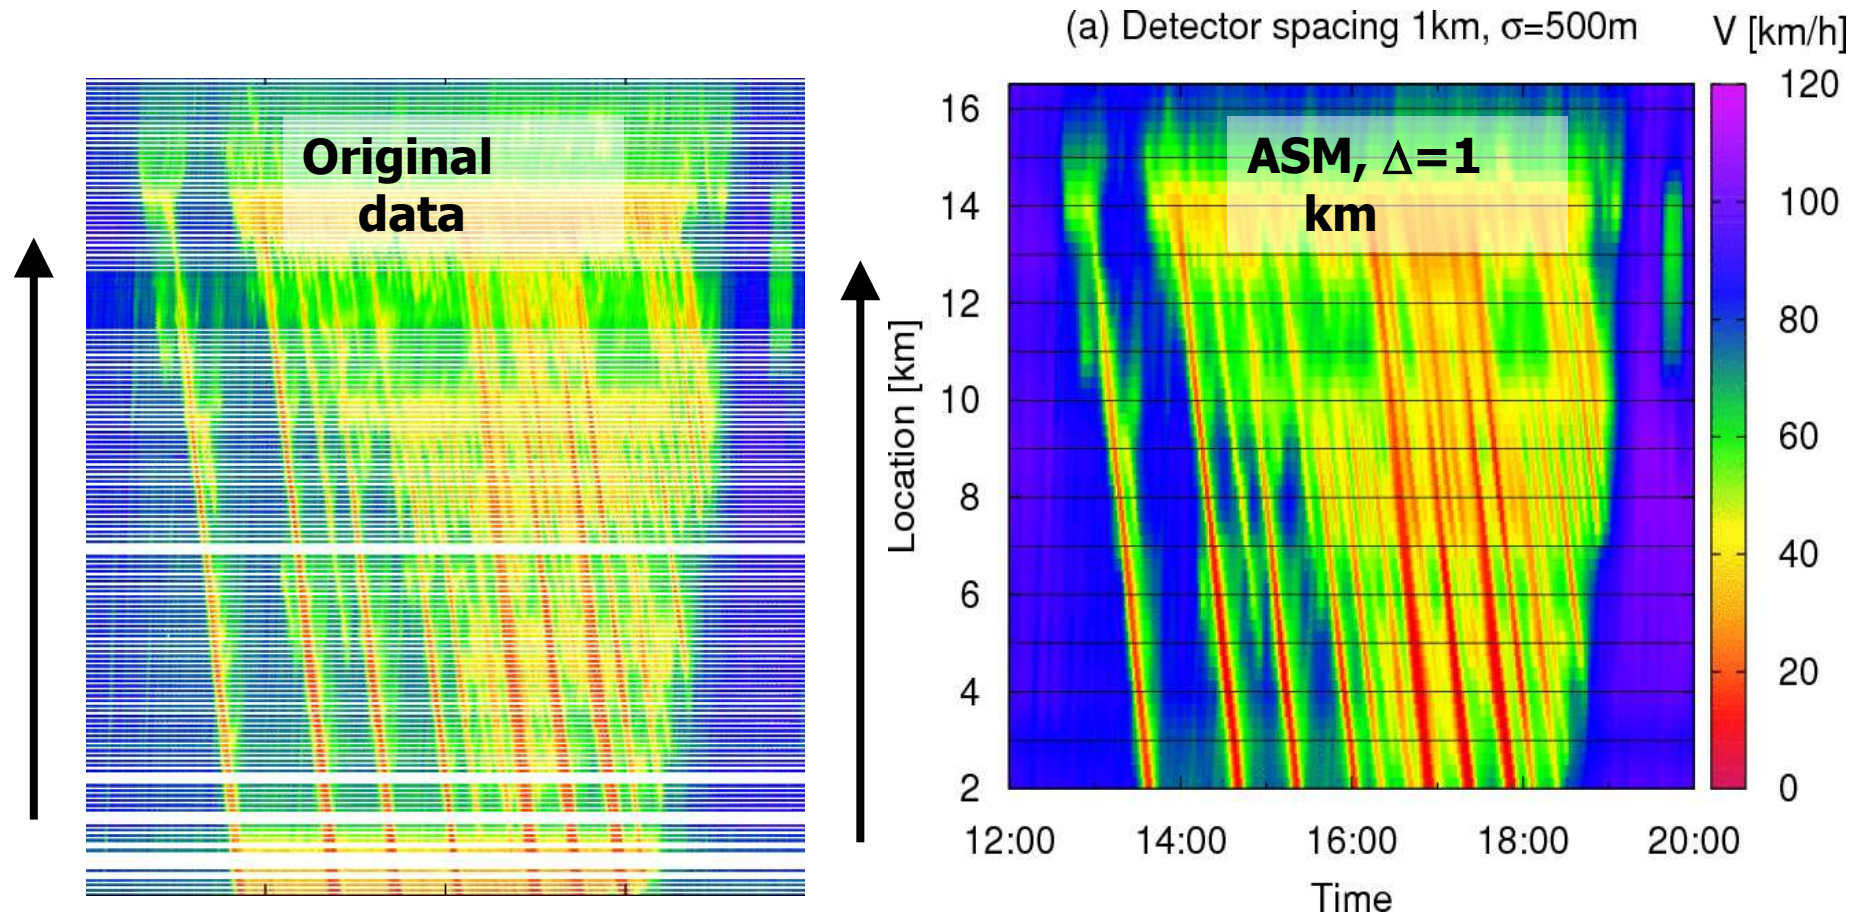 (a) Detector spacing 1km, σ=500m
V [km/h]
Original
data
ASM, Δ=1
km
Location [km]
16
14
12
10
8
6
4
2
12:00 14:00 16:00 18:00 20:00
Time
120
100
80
60
40
20
0